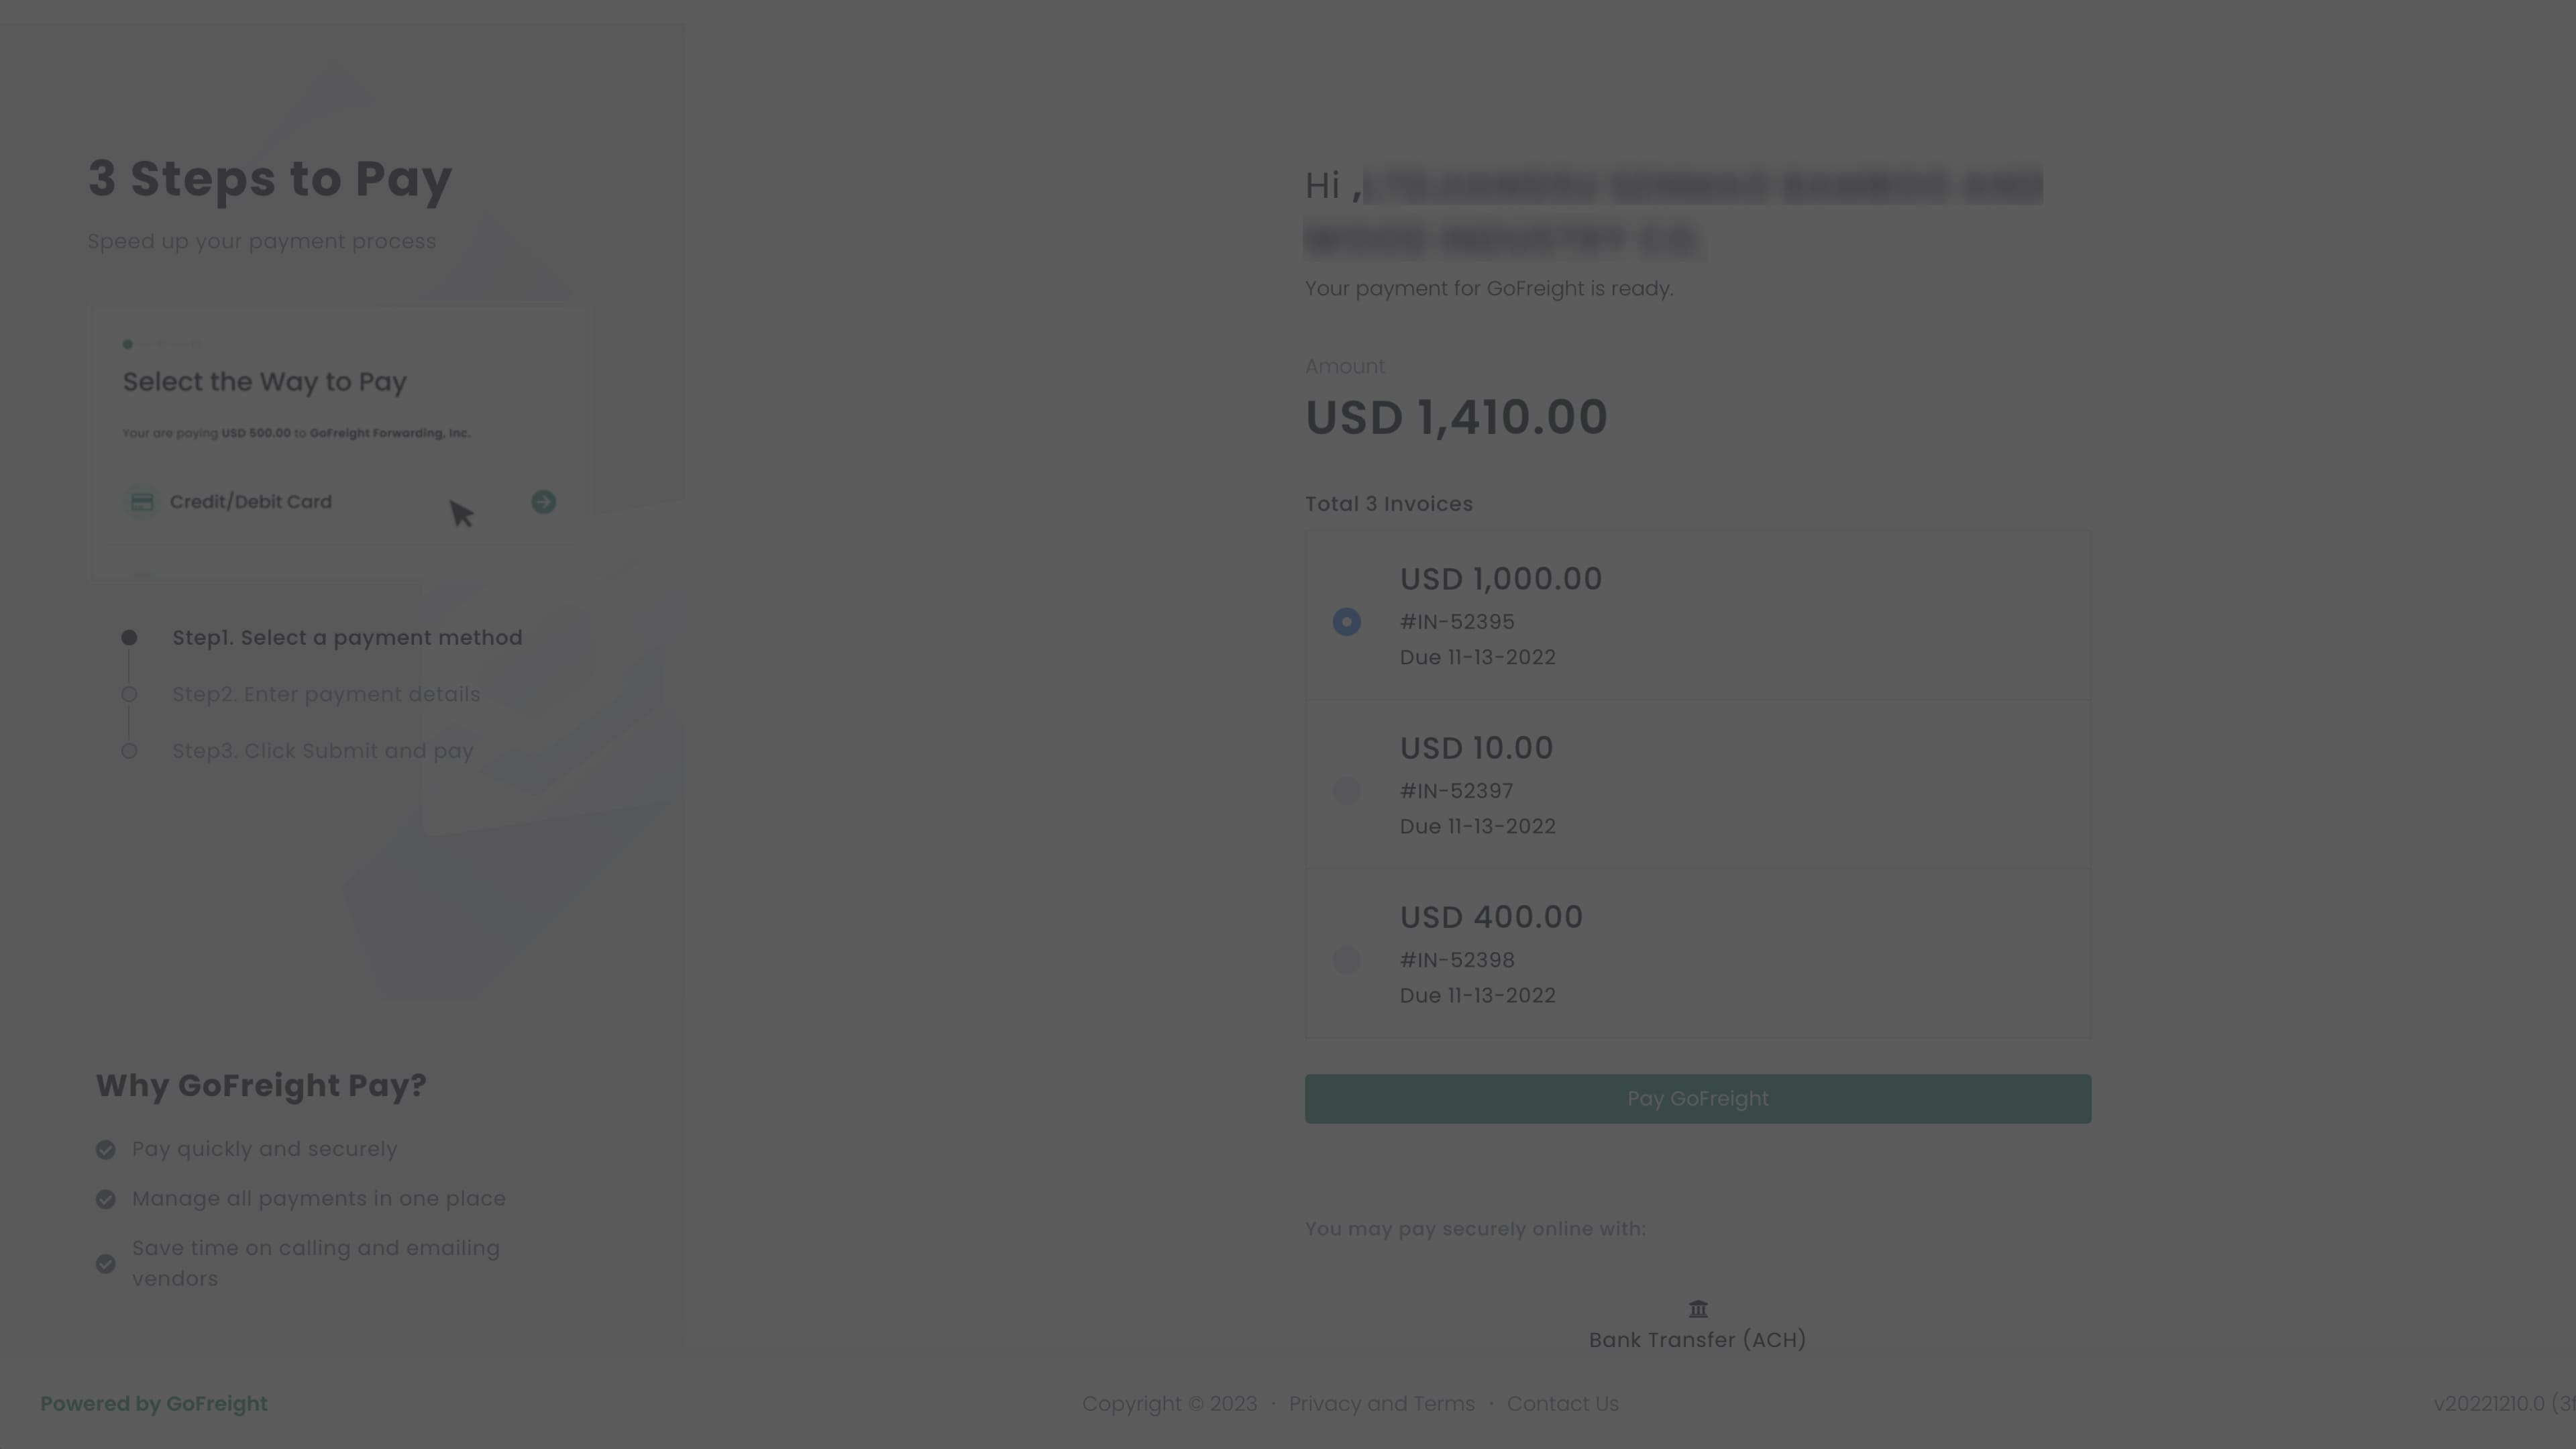 3 Steps to Pay
Speed up your payment process
Select the Way to Pay
Your are paying USD 500.00 to GoFreight Forwarding, Inc.
Credit/Debit Card
Step1. Select a payment method
Step2. Enter payment details
Step3. Click Submit and pay
Why GoFreight Pay?
Pay quickly and securely
Manage all payments in one place
Save time on calling and emailing
vendors
Hi ,
Your payment for GoFreight is ready.
Amount
USD 1,410.00
Total 3 Invoices
USD 1,000.00
#IN-52395
Due 11-13-2022
USD 10.00
#IN-52397
Due 11-13-2022
USD 400.00
#IN-52398
Due 11-13-2022
Pay GoFreight
You may pay securely online with:
Bank Transfer (ACH)
Powered by GoFreight
Copyright © 2023 · Privacy and Terms · Contact Us
v20221210.0 (3f